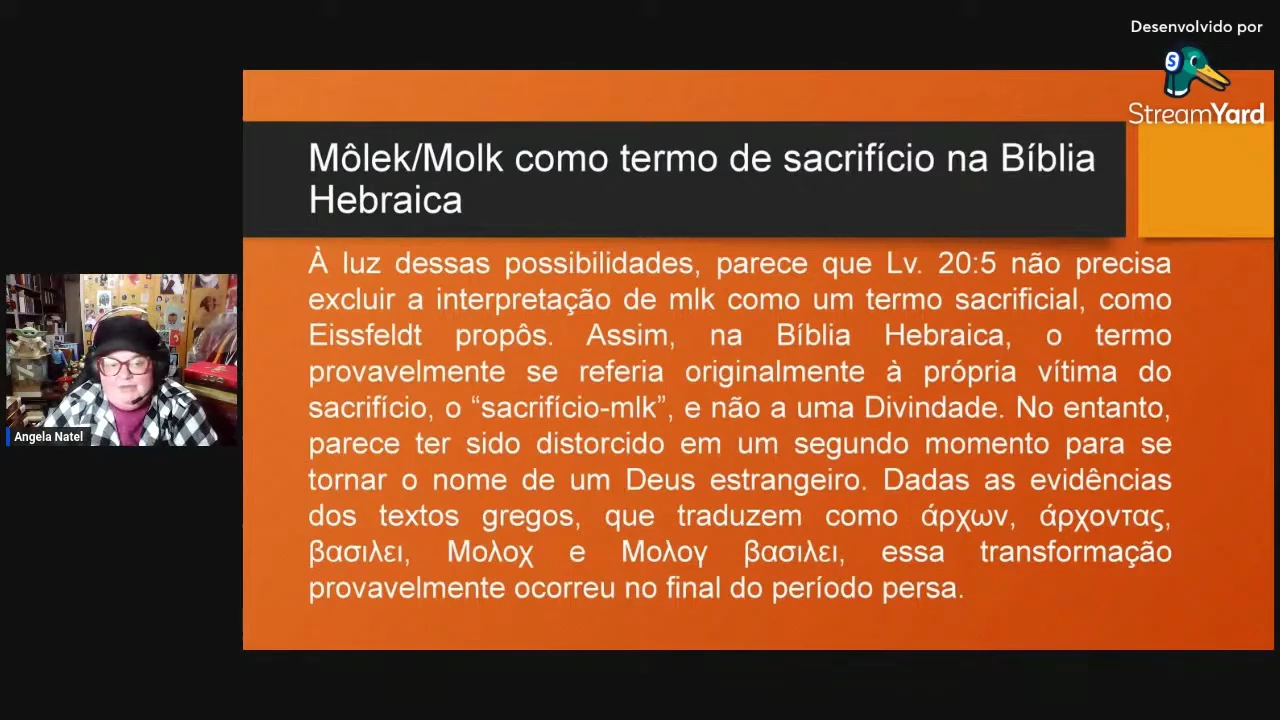 Desenvolvido por
StreamYard
Môlek/Molk como termo de sacrifício na Bíblia
Hebraica
À luz dessas possibilidades, parece que Lv. 20:5 não precisa
excluir a interpretação de mlk como um termo sacrificial, como
Eissfeldt propôs. Assim, na Bíblia Hebraica, o termo
provavelmente se referia originalmente à própria vítima do
sacrifício, o “sacrifício-mlk”, e não a uma Divindade. No entanto,
parece ter sido distorcido em um segundo momento para se
tornar o nome de um Deus estrangeiro. Dadas as evidências
dos textos gregos, que traduzem como άρχων, άρχοντας,
βασιλει, Μολοχ e Μολογ βασιλει, essa transformação
provavelmente ocorreu no final do período persa.
Angela Natel